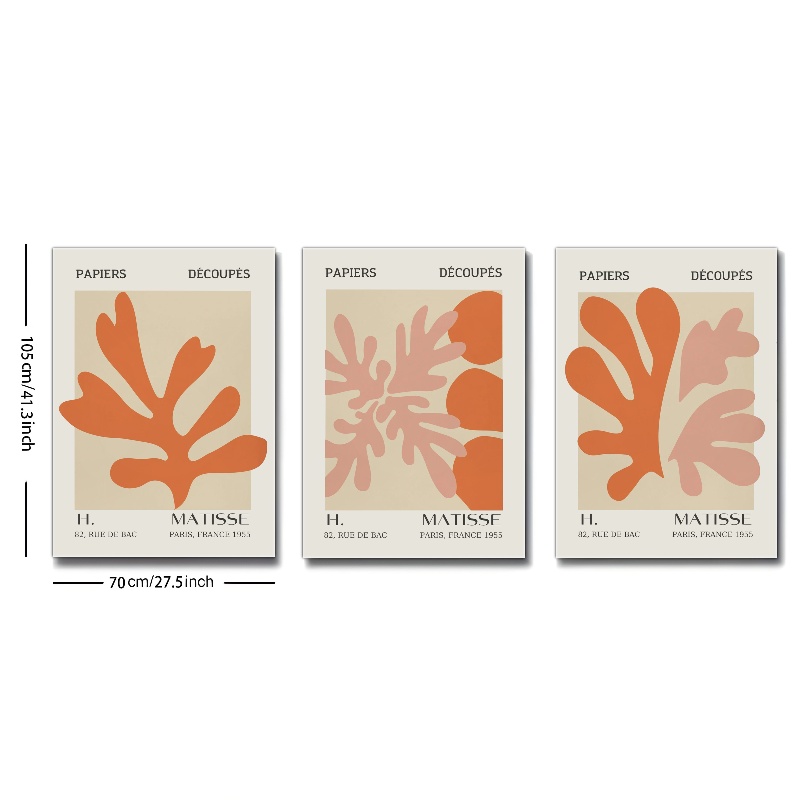 105cm/41.3inch
70cm/27.5inch
PAPIERS DÉCOUPÉS
H. MATISSE
82, RUE DE BAC PARIS, FRANCE 1955
PAPIERS DÉCOUPÉS
H. MATISSE
82, RUE DE BAC PARIS, FRANCE 1955
PAPIERS DÉCOUPÉS
H. MATISSE
82, RUE DE BAC PARIS, FRANCE 1955